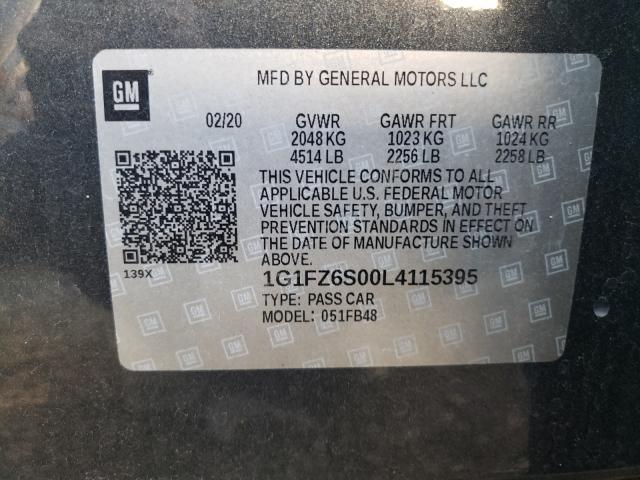 GM
MFD BY GENERAL MOTORS LLC
02/20 GVWR GAWR FRT GAWR RR
2048 KG 1023 KG 1024 KG
4514 LB 2256 LB 2258 LB
THIS VEHICLE CONFORMS TO ALL
APPLICABLE U.S. FEDERAL MOTOR
VEHICLE SAFETY, BUMPER, AND THEFT
PREVENTION STANDARDS IN EFFECT ON
THE DATE OF MANUFACTURE SHOWN
ABOVE.
139X
1G1FZ6S00L4115395
TYPE: PASS CAR
MODEL: 051FB48